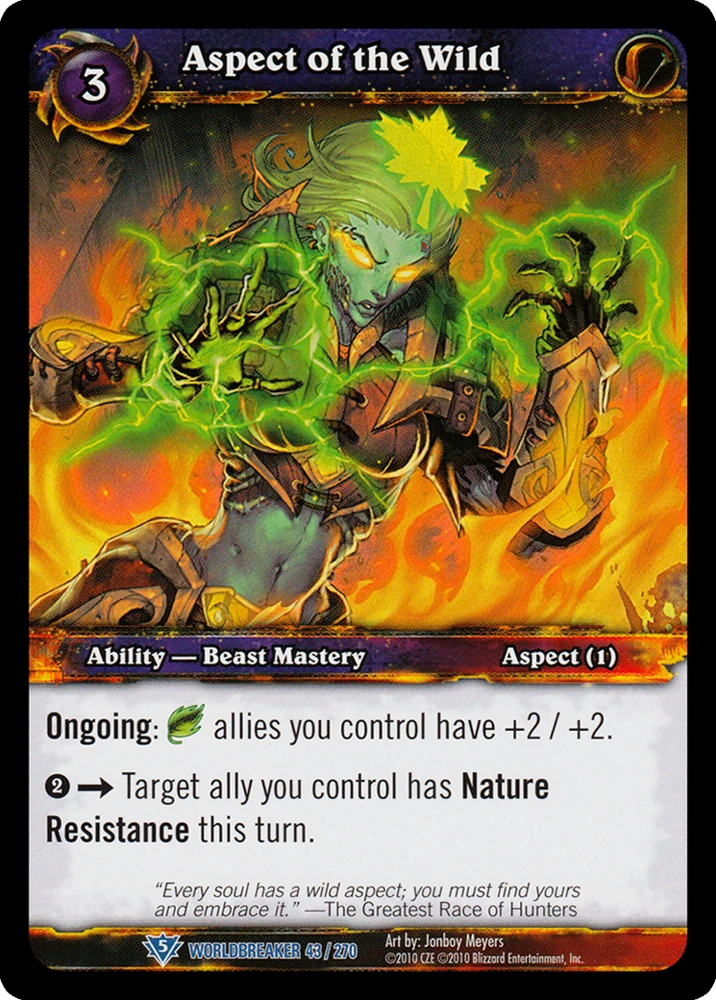 3
Aspect of the Wild
Ability — Beast Mastery
Aspect (1)
Ongoing: allies you control have +2 / +2.
2 ➞ Target ally you control has Nature
Resistance this turn.
“Every soul has a wild aspect; you must find yours
and embrace it.” —The Greatest Race of Hunters
5
WORLDBREAKER 43 / 270
Art by: Jonboy Meyers
©2010 CZE ©2010 Blizzard Entertainment, Inc.